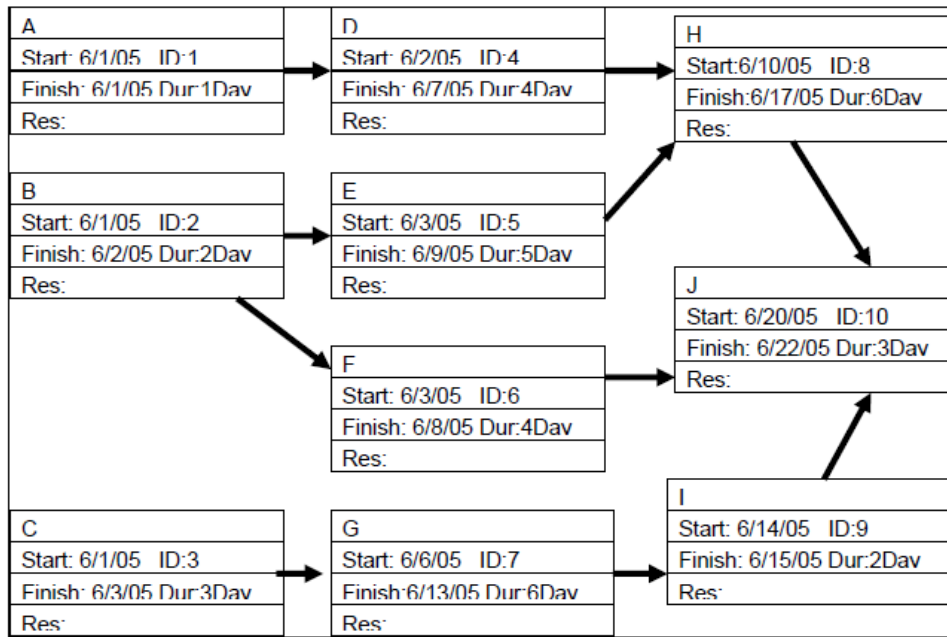 A
Start: 6/1/05 ID:1
Finish: 6/1/05 Dur:1Day
Res:
D
Start: 6/2/05 ID:4
Finish: 6/7/05 Dur:4Day
Res:
H
Start:6/10/05 ID:8
Finish:6/17/05 Dur:6Day
Res:
B
Start: 6/1/05 ID:2
Finish: 6/2/05 Dur:2Day
Res:
E
Start: 6/3/05 ID:5
Finish: 6/9/05 Dur:5Day
Res:
J
Start: 6/20/05 ID:10
Finish: 6/22/05 Dur:3Day
Res:
F
Start: 6/3/05 ID:6
Finish: 6/8/05 Dur:4Day
Res:
I
Start: 6/14/05 ID:9
Finish: 6/15/05 Dur:2Day
Res:
C
Start: 6/1/05 ID:3
Finish: 6/3/05 Dur:3Day
Res:
G
Start: 6/6/05 ID:7
Finish:6/13/05 Dur:6Day
Res: